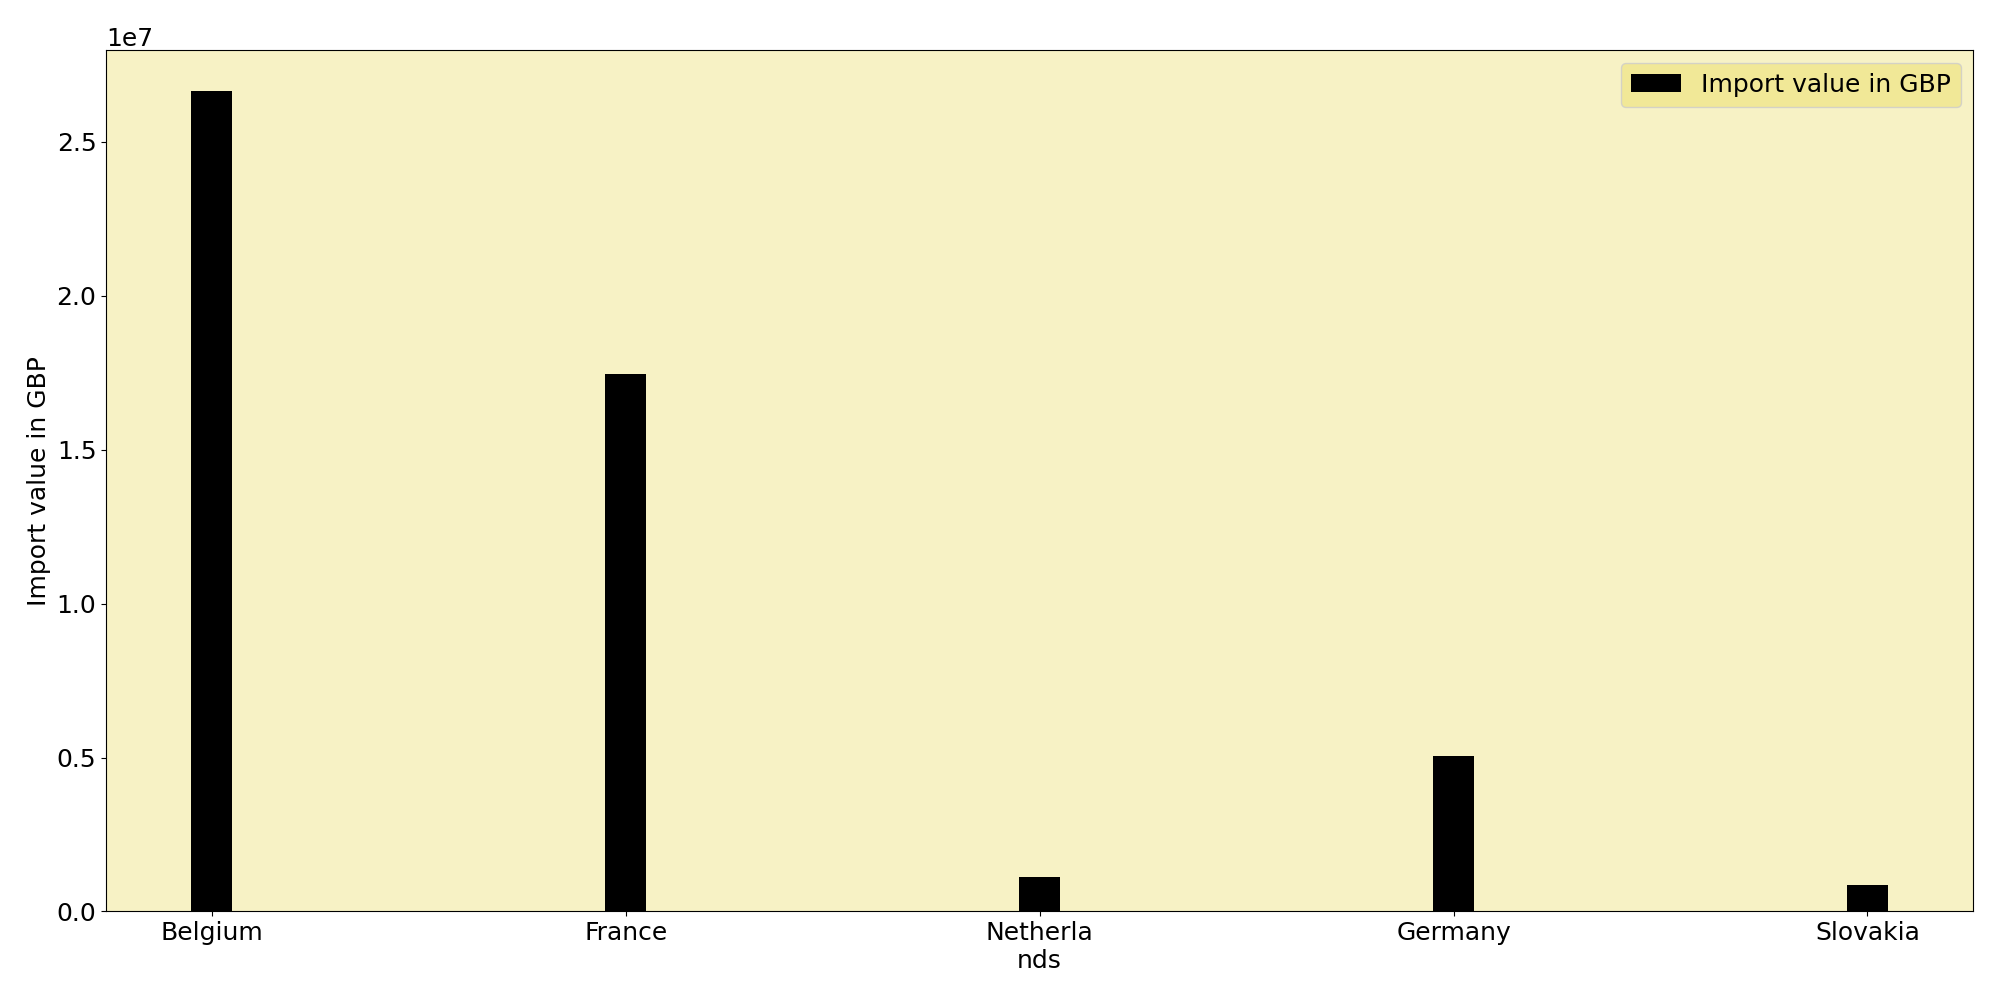 1e7
Import value in GBP
2.5
2.0
1.5
1.0
0.5
0.0
Import value in GBP
Belgium
France
Netherla
nds
Germany
Slovakia